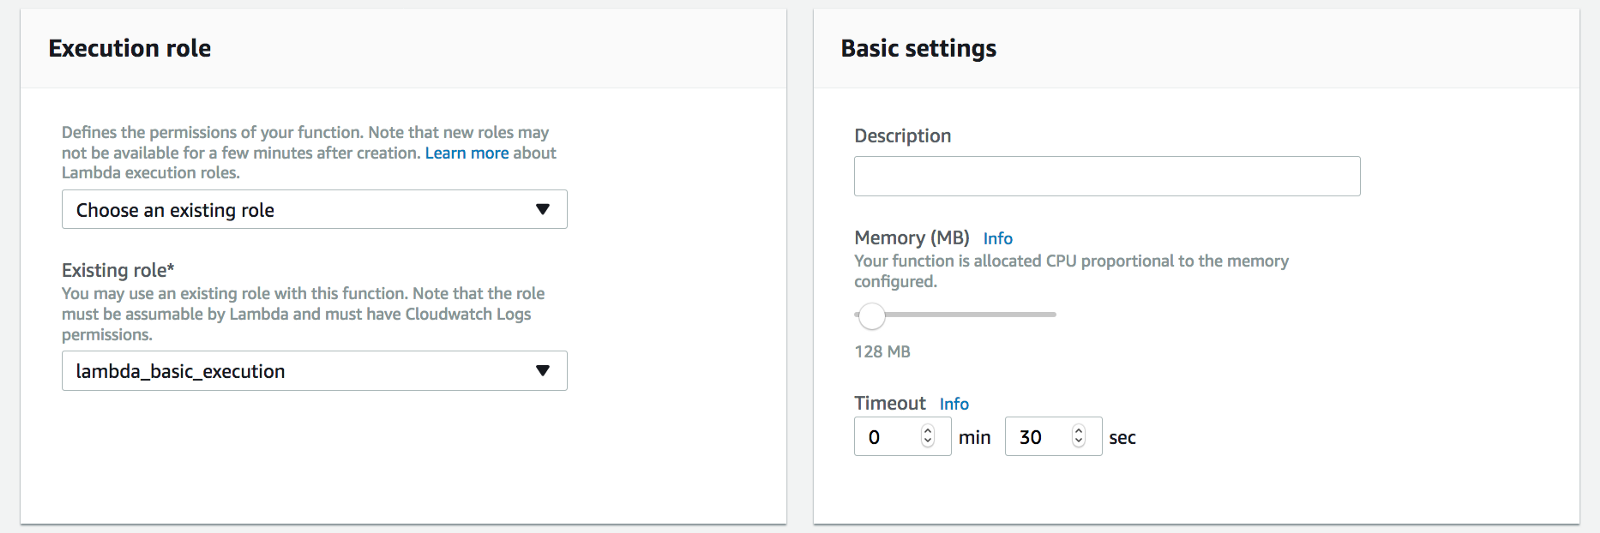 Execution role
Defines the permissions of your function. Note that new roles may
not be available for a few minutes after creation. Learn more about
Lambda execution roles.
Choose an existing role
Existing role*
You may use an existing role with this function. Note that the role
must be assumable by Lambda and must have Cloudwatch Logs
permissions.
lambda_basic_execution
Basic settings
Description
Memory (MB) Info
Your function is allocated CPU proportional to the memory
configured.
128 MB
Timeout Info
0 min 30 sec